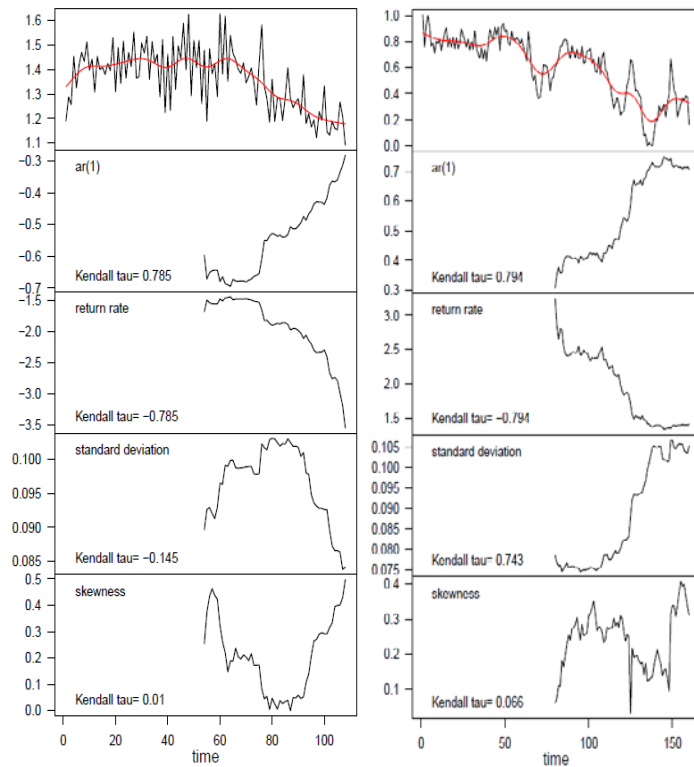 1.6
1.5
1.4
1.3
1.2
1.1
−0.3
ar(1)
−0.4
−0.5
−0.6
Kendall tau= 0.785
−0.7
−1.5
return rate
−2.0
−2.5
−3.0
Kendall tau= −0.785
−3.5
standard deviation
0.100
0.095
0.090
0.085
Kendall tau= −0.145
0.5
skewness
0.4
0.3
0.2
0.1
Kendall tau= 0.01
0.0
0 20 40 60 80 100
time
1.0
0.8
0.6
0.4
0.2
0.0
ar(1)
0.7
0.6
0.5
0.4
Kendall tau= 0.794
0.3
return rate
3.0
2.5
2.0
1.5
Kendall tau= −0.794
0.105
standard deviation
0.100
0.095
0.090
0.085
0.080
Kendall tau= 0.743
0.075
0.4
skewness
0.3
0.2
0.1
Kendall tau= 0.066
0 50 100 150
time